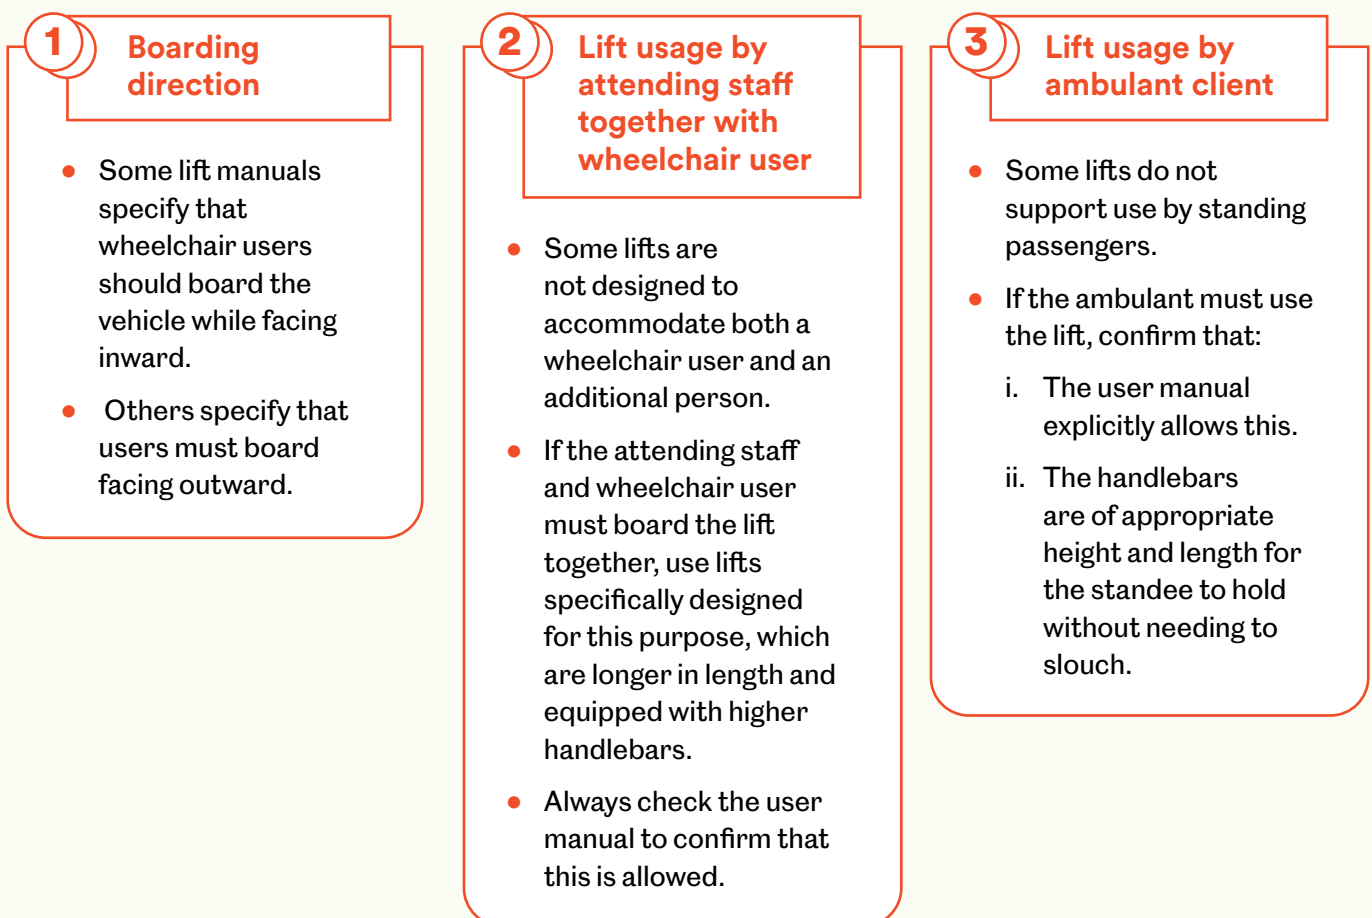 1
Boarding
direction
• Some lift manuals
specify that
wheelchair users
should board the
vehicle while facing
inward.
• Others specify that
users must board
facing outward.
2
Lift usage by
attending staff
together with
wheelchair user
• Some lifts are
not designed to
accommodate both a
wheelchair user and an
additional person.
• If the attending staff
and wheelchair user
must board the lift
together, use lifts
specifically designed
for this purpose, which
are longer in length and
equipped with higher
handlebars.
• Always check the user
manual to confirm that
this is allowed.
3
Lift usage by
ambulant client
• Some lifts do not
support use by standing
passengers.
• If the ambulant must use
the lift, confirm that:
i. The user manual
explicitly allows this.
ii. The handlebars
are of appropriate
height and length for
the standee to hold
without needing to
slouch.